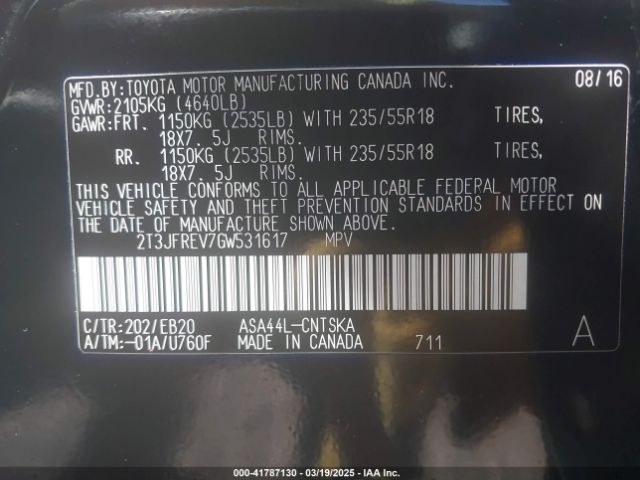 MFD.BY:TOYOTA MOTOR MANUFACTURING CANADA INC. 08/16
GVWR:2105KG (4640LB)
GAWR:FRT. 1150KG (2535LB) WITH 235/55R18 TIRES,
18X7. 5J RIMS.
RR. 1150KG (2535LB) WITH 235/55R18 TIRES,
18X7. 5J RIMS.
THIS VEHICLE CONFORMS TO ALL APPLICABLE FEDERAL MOTOR
VEHICLE SAFETY AND THEFT PREVENTION STANDARDS IN EFFECT ON
THE DATE OF MANUFACTURE SHOWN ABOVE.
2T3JFREV7GW531617 MPV
C/TR:202/EB20 ASA44L-CNTSKA A
A/TM:-01A/U760F MADE IN CANADA 711
000-41787130 - 03/19/2025 - IAA Inc.